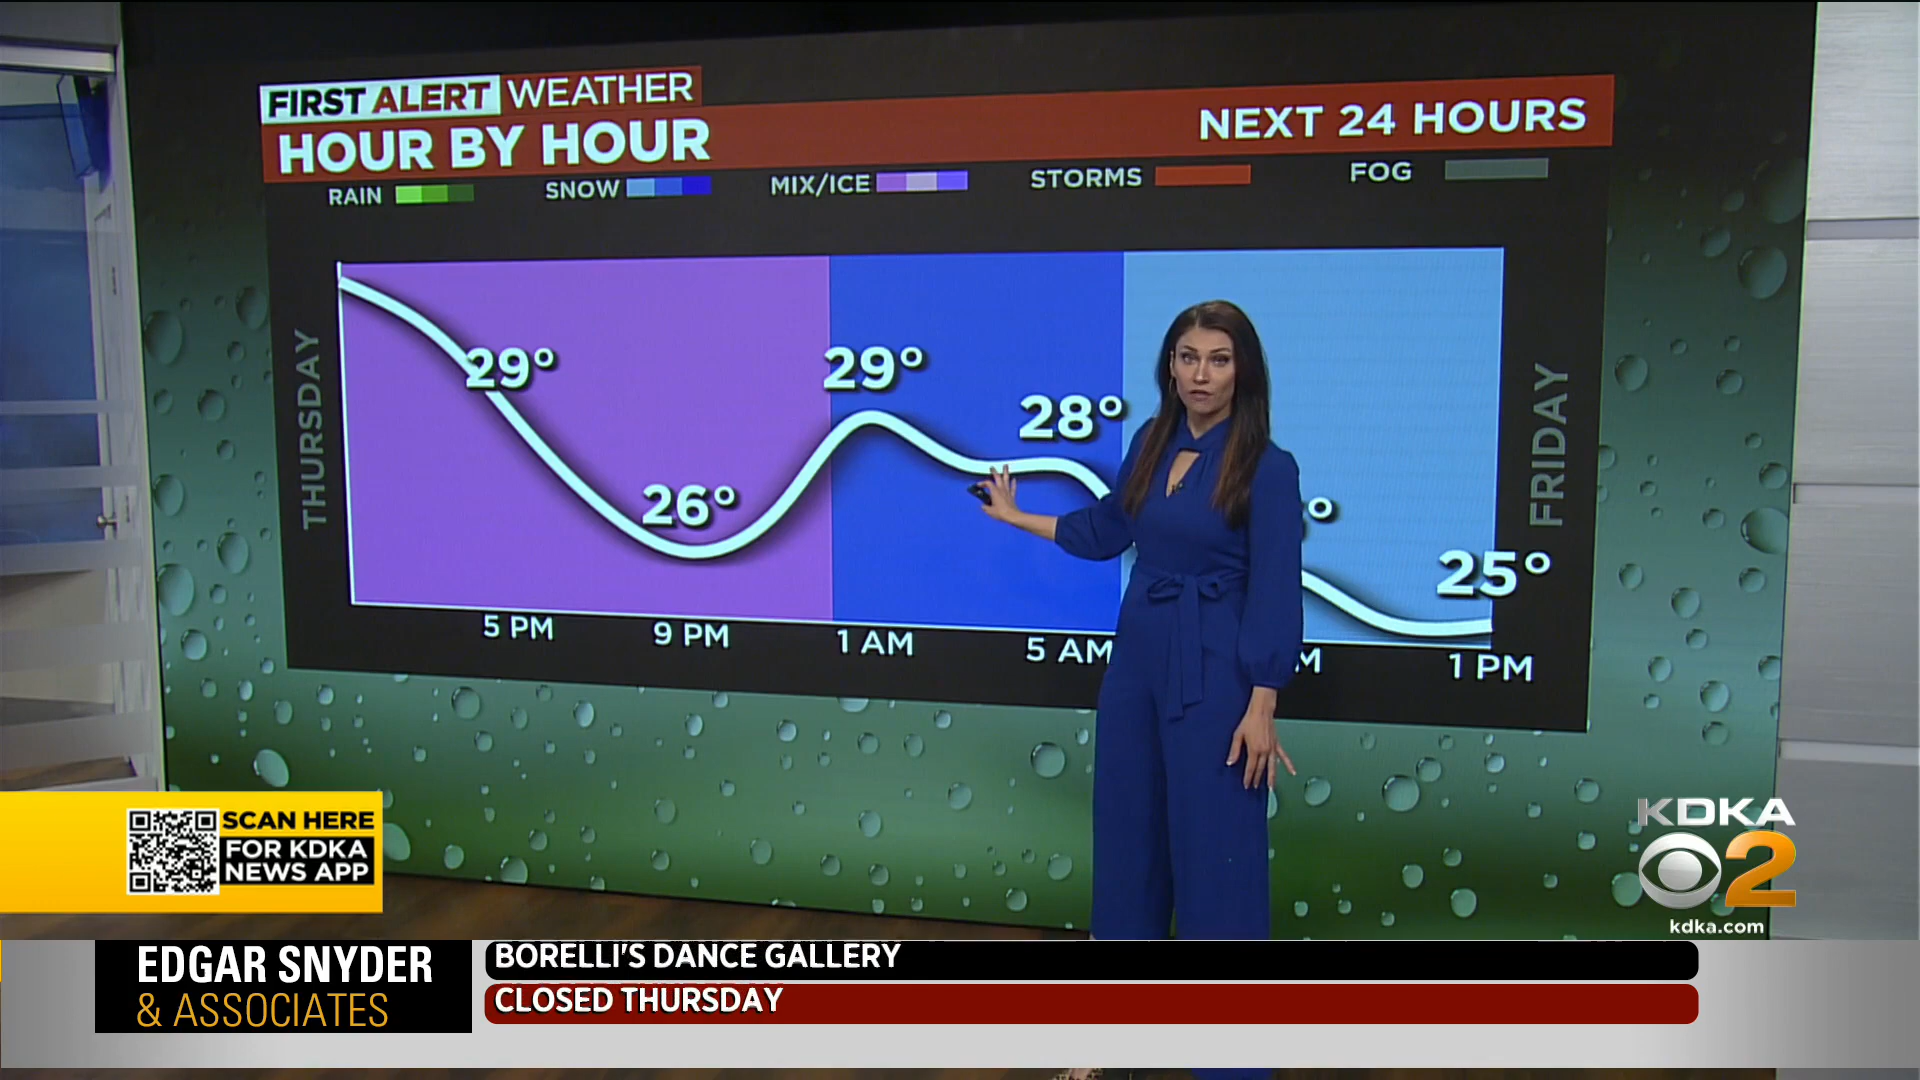 FIRST ALERT WEATHER
HOUR BY HOUR
NEXT 24 HOURS
RAIN SNOW MIX/ICE STORMS FOG
THURSDAY
29°
26°
29°
28°
°
25°
FRIDAY
5 PM 9 PM 1 AM 5 AM M 1 PM
SCAN HERE
FOR KDKA
NEWS APP
KDKA
2
kdka.com
EDGAR SNYDER
& ASSOCIATES
BORELLI'S DANCE GALLERY
CLOSED THURSDAY